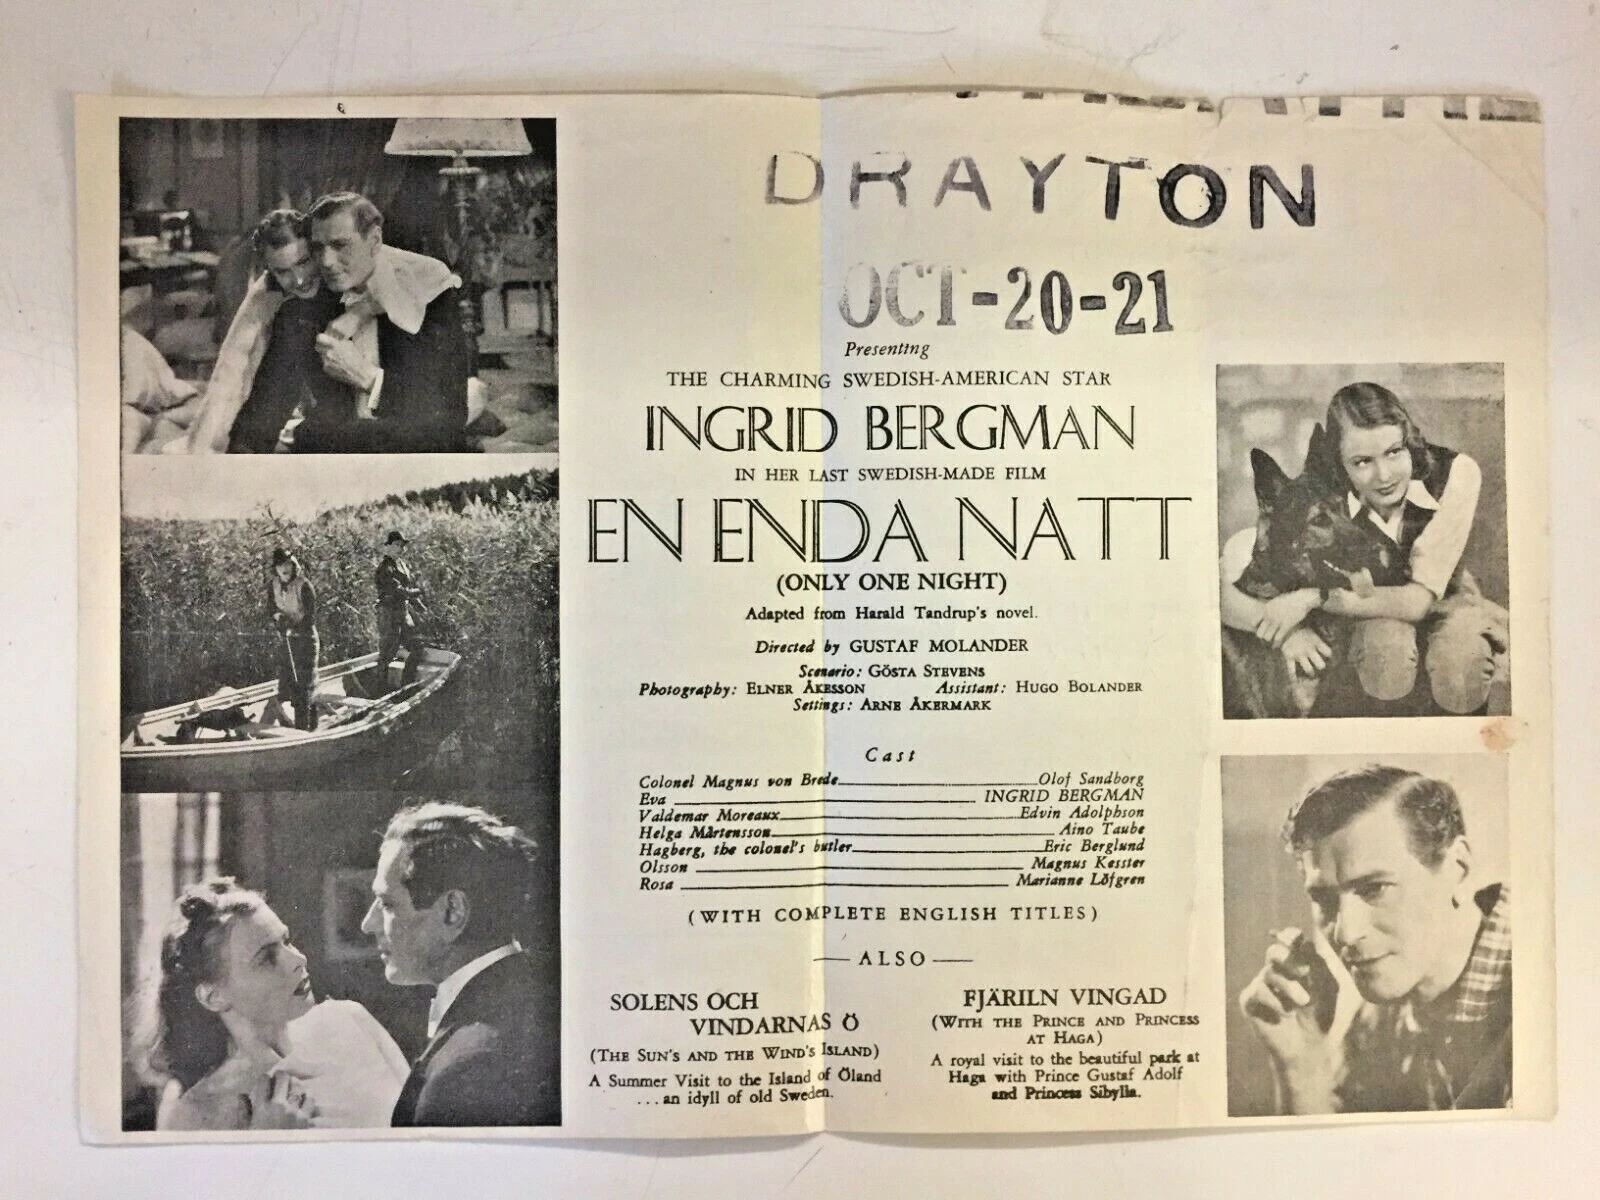 DRAYTON
OCT-20-21
Presenting
THE CHARMING SWEDISH-AMERICAN STAR
INGRID BERGMAN
IN HER LAST SWEDISH-MADE FILM
EN ENDA NATT
(ONLY ONE NIGHT)
Adapted from Harald Tandrup's novel.
Directed by GUSTAF MOLANDER
Scenario: GÖSTA STEVENS
Photography: ELNER ÅKESSON Assistant: HUGO BOLANDER
Settings: ARNE ÅKERMARK
Cast
Colonel Magnus von Brede Olof Sandborg
Eva INGRID BERGMAN
Valdemar Moreaux Edvin Adolphson
Helga Mårtensson Aino Taube
Hagberg, the colonel's butler Eric Berglund
Olsson Magnus Kesster
Rosa Marianne Löfgren
(WITH COMPLETE ENGLISH TITLES)
ALSO
SOLENS OCH
VINDARNAS Ö
(THE SUN'S AND THE WIND'S ISLAND)
A Summer Visit to the Island of Öland
...an idyll of old Sweden.
FJÄRILN VINGAD
(WITH THE PRINCE AND PRINCESS
AT HAGA)
A royal visit to the beautiful park at
Haga with Prince Gustaf Adolf
and Princess Sibylla.